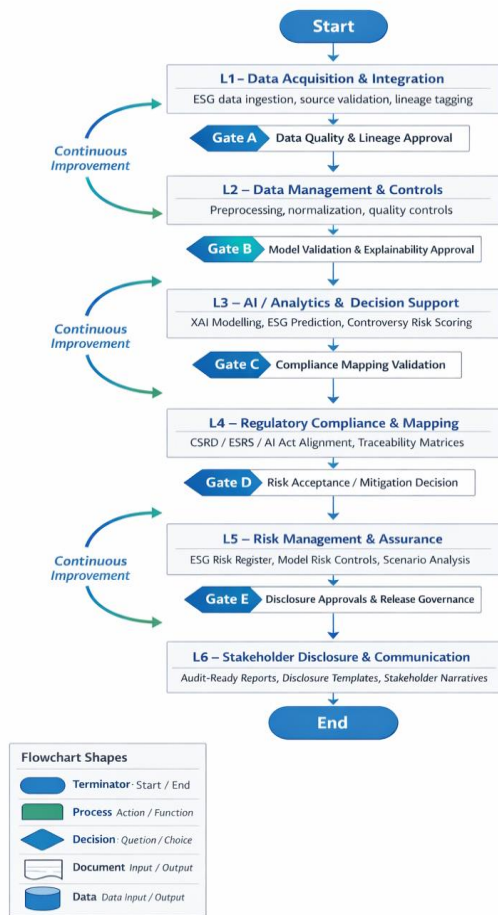 Start
L1 – Data Acquisition & Integration
ESG data ingestion, source validation, lineage tagging
Gate A Data Quality & Lineage Approval
Continuous
Improvement
L2 – Data Management & Controls
Preprocessing, normalization, quality controls
Gate B Model Validation & Explainability Approval
L3 – AI / Analytics & Decision Support
XAI Modelling, ESG Prediction, Controversy Risk Scoring
Continuous
Improvement
Gate C Compliance Mapping Validation
L4 – Regulatory Compliance & Mapping
CSRD / ESRS / AI Act Alignment, Traceability Matrices
Gate D Risk Acceptance / Mitigation Decision
L5 – Risk Management & Assurance
ESG Risk Register, Model Risk Controls, Scenario Analysis
Continuous
Improvement
Gate E Disclosure Approvals & Release Governance
L6 – Stakeholder Disclosure & Communication
Audit-Ready Reports, Disclosure Templates, Stakeholder Narratives
End
Flowchart Shapes
Terminator · Start / End
Process Action / Function
Decision · Quetion / Choice
Document Input / Output
Data Data Input / Output